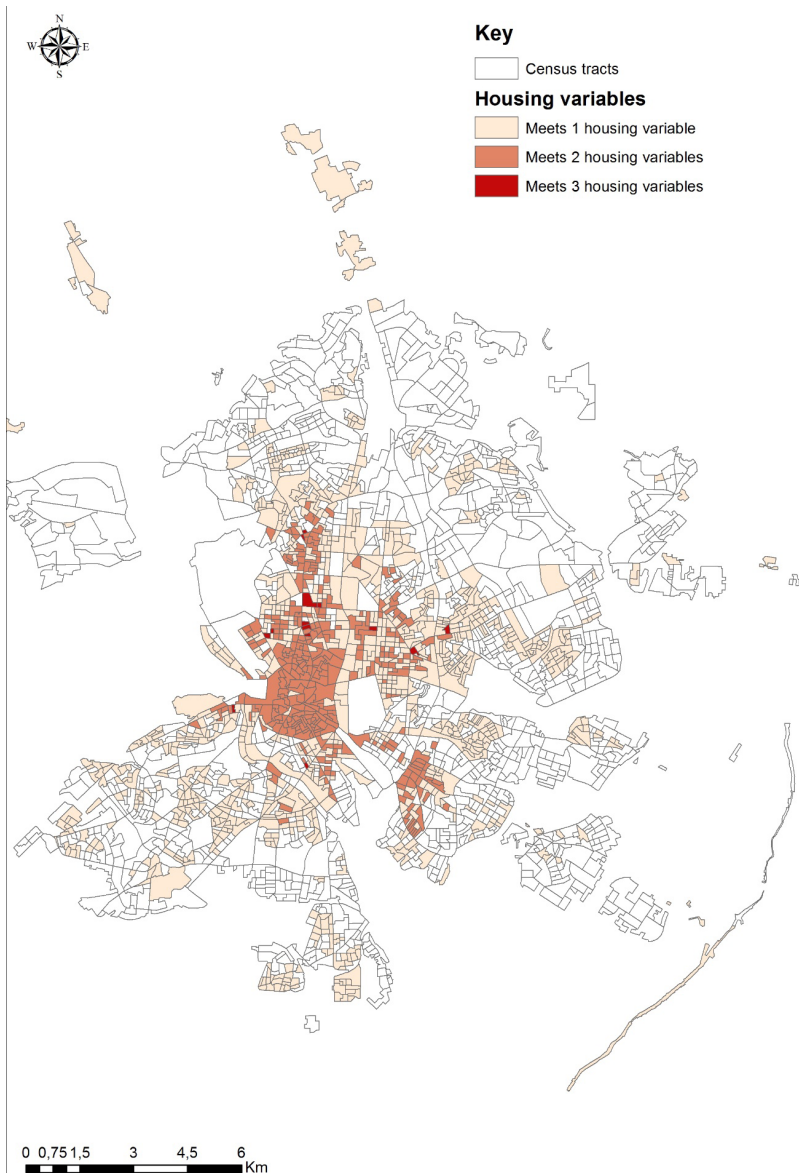 N
W E
S
Key
Census tracts
Housing variables
Meets 1 housing variable
Meets 2 housing variables
Meets 3 housing variables
0 0,75 1,5 3 4,5 6
Km